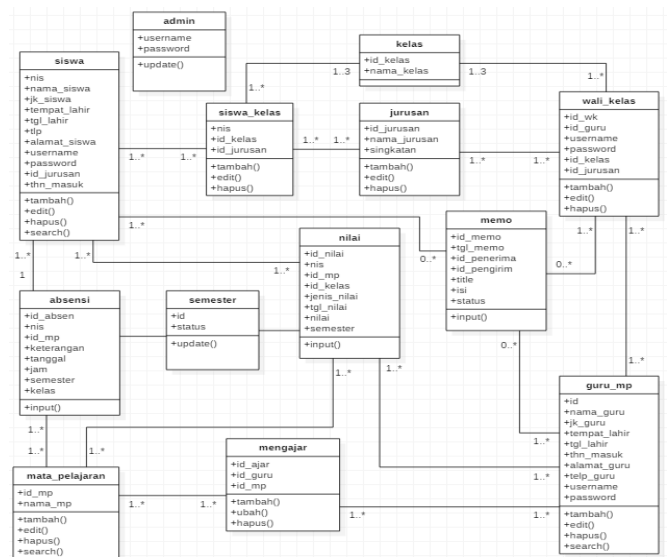 admin
+username
+password
+update()
siswa
+nis
+nama_siswa
+jk_siswa
+tempat_lahir
+tgl_lahir
+tlp
+alamat_siswa
+username
+password
+id_jurusan
+thn_masuk
+tambah()
+edit()
+hapus()
+search()
kelas
+id_kelas
+nama_kelas
1..3
1..3
1..*
1..*
siswa_kelas
+nis
+id_kelas
+id_jurusan
+tambah()
+edit()
+hapus()
jurusan
+id_jurusan
+nama_jurusan
+singkatan
+tambah()
+edit()
+hapus()
wali_kelas
+id_wk
+id_guru
+username
+password
+id_kelas
+id_jurusan
+tambah()
+edit()
+hapus()
1..*
1..*
1..*
1..*
1..*
1..*
1..*
memo
+id_memo
+tgl_memo
+id_penerima
+id_pengirim
+title
+isi
+status
+input()
0..*
0..*
1..*
1..*
nilai
+id_nilai
+nis
+id_mp
+id_kelas
+jenis_nilai
+tgl_nilai
+nilai
+semester
+input()
1..*
1..*
1..*
1
absensi
+id_absen
+nis
+id_mp
+keterangan
+tanggal
+jam
+semester
+kelas
+input()
semester
+id
+status
+update()
0..*
1..*
1..*
1..*
guru_mp
+id
+nama_guru
+jk_guru
+tempat_lahir
+tgl_lahir
+thn_masuk
+alamat_guru
+telp_guru
+username
+password
+tambah()
+edit()
+hapus()
+search()
1..*
1..*
1..*
1..*
1..*
mengajar
+id_ajar
+id_guru
+id_mp
+tambah()
+ubah()
+hapus()
mata_pelajaran
+id_mp
+nama_mp
+tambah()
+edit()
+hapus()
+search()
1..*
1..*
1..*
1..*